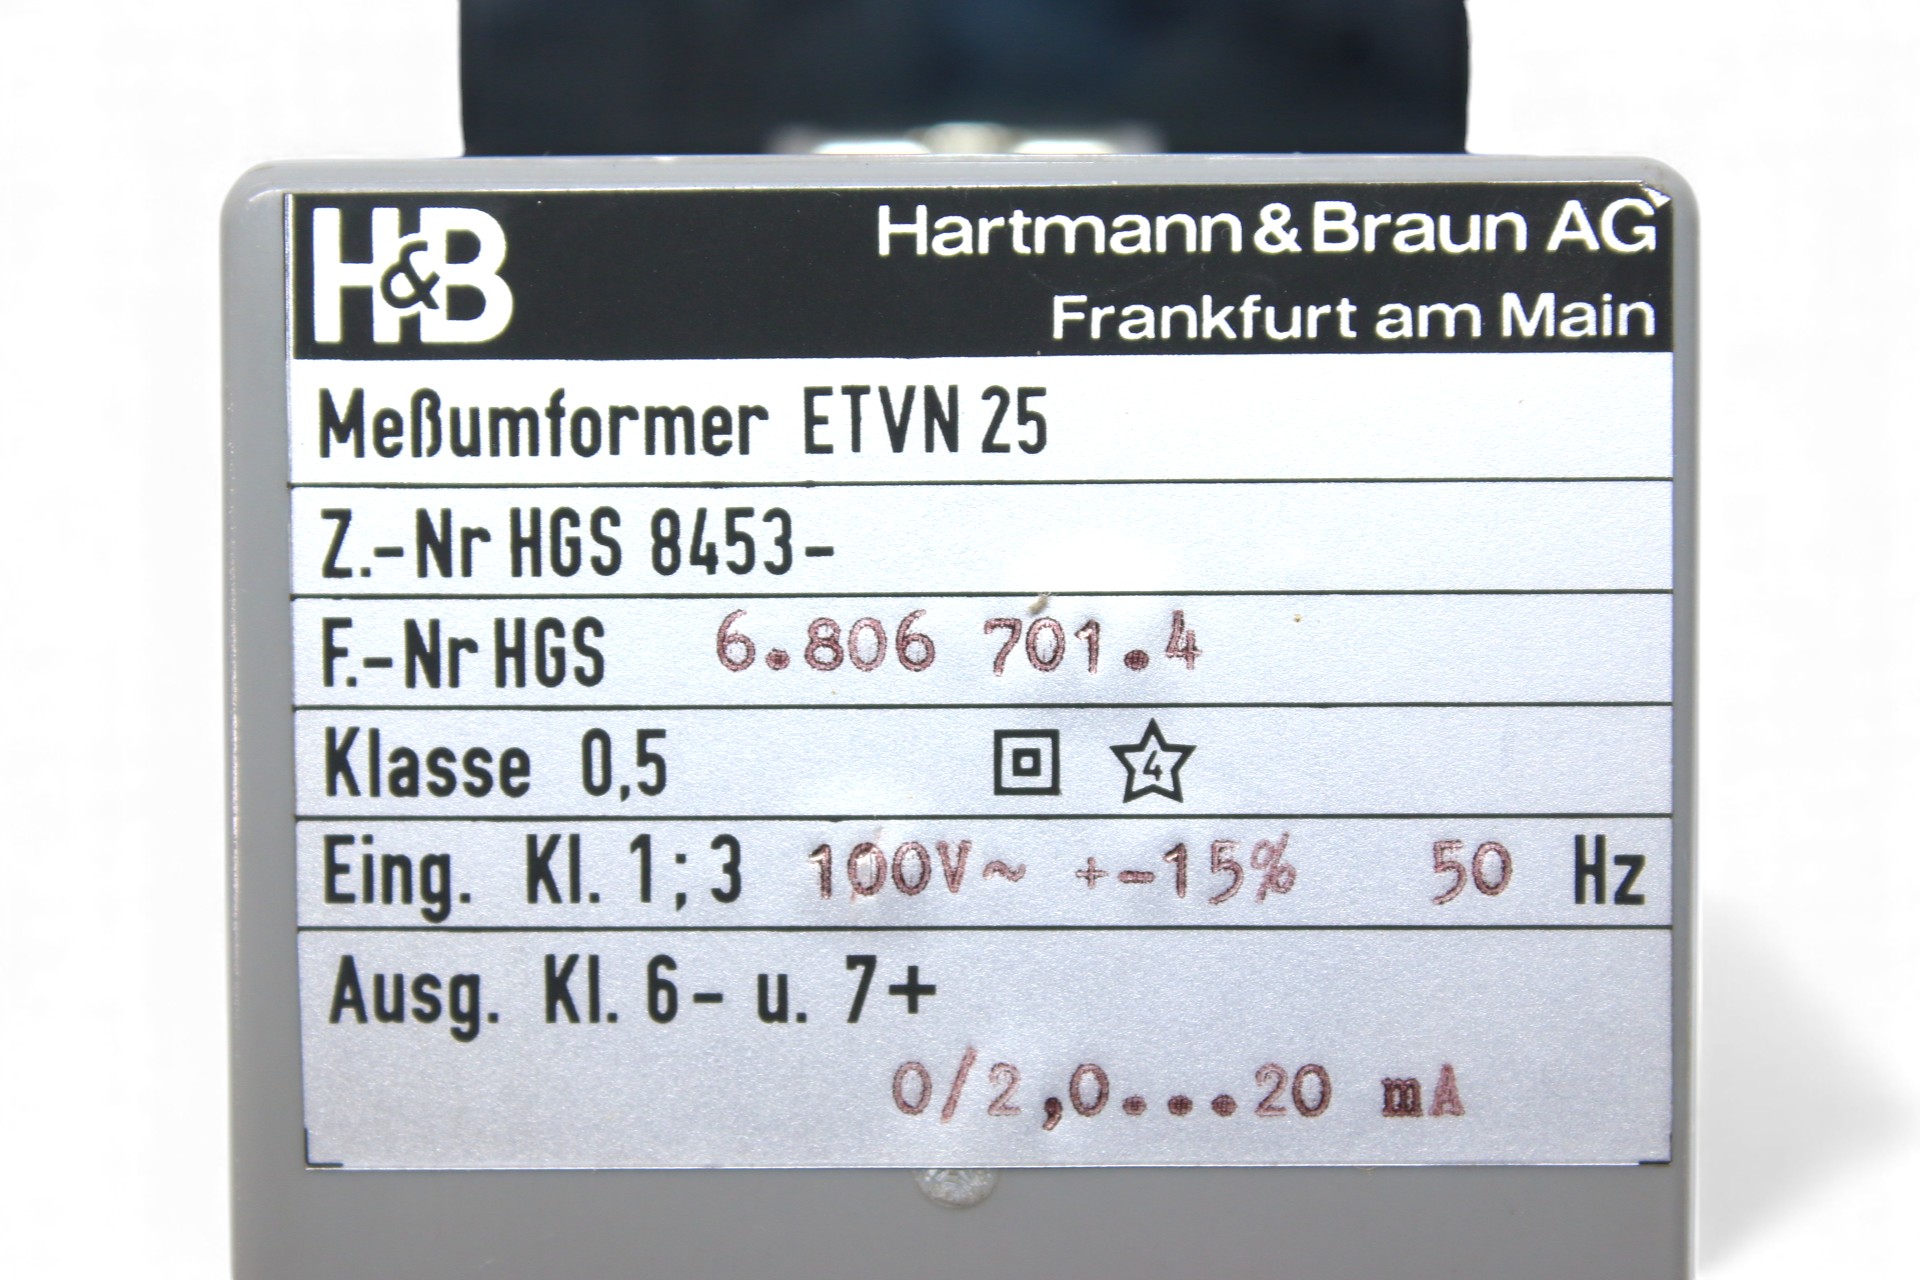 H&B
Hartmann&Braun AG
Frankfurt am Main
Meßumformer ETVN 25
Z.-Nr HGS 8453-
F.-Nr HGS 6.806 701.4
Klasse 0,5 4
Eing. Kl. 1;3 100V~ +-15% 50 Hz
Ausg. Kl. 6- u. 7+
0/2,0...20 mA